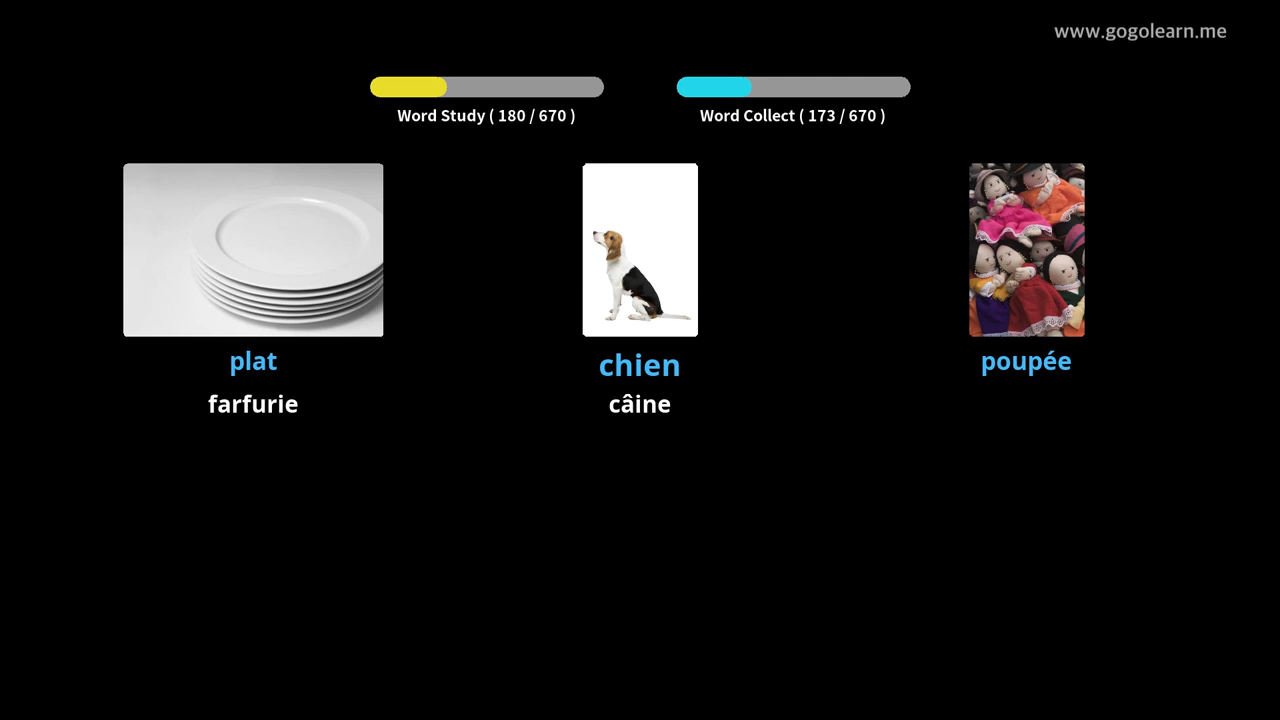 www.gogolearn.me
Word Study ( 180 / 670 )
Word Collect ( 173 / 670 )
plat
chien
poupée
farfurie
câine